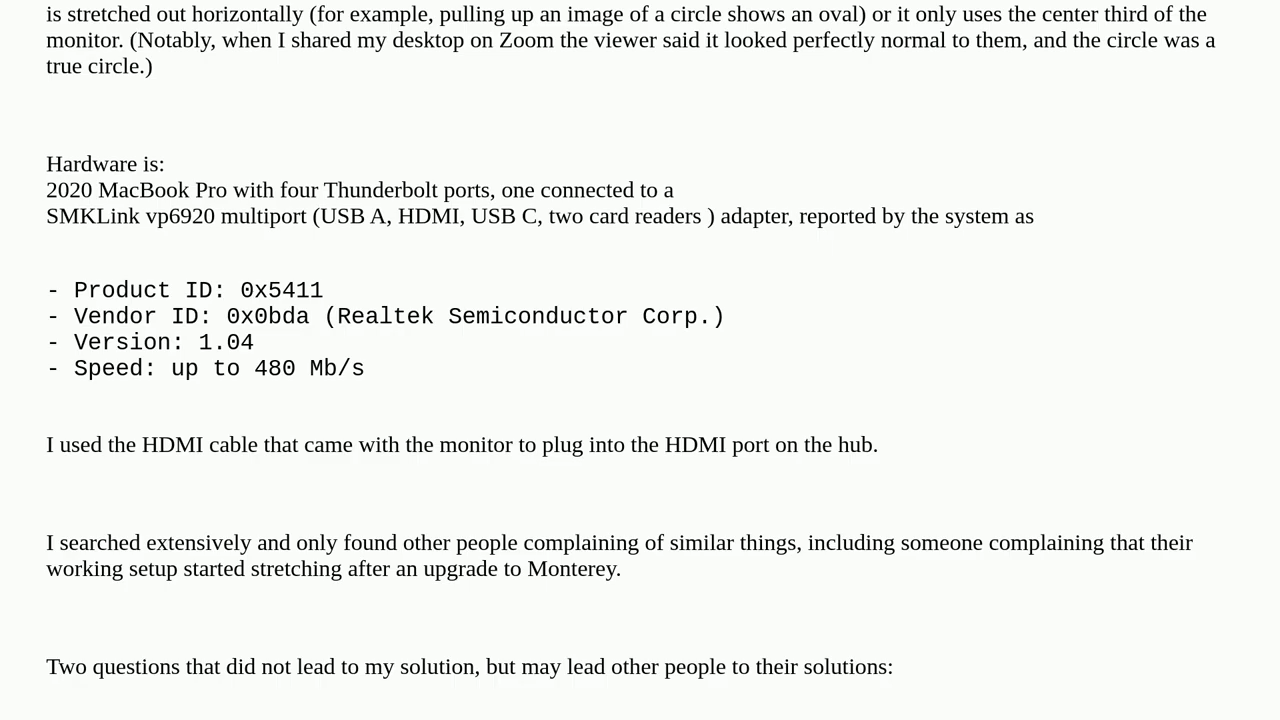 is stretched out horizontally (for example, pulling up an image of a circle shows an oval) or it only uses the center third of the
monitor. (Notably, when I shared my desktop on Zoom the viewer said it looked perfectly normal to them, and the circle was a
true circle.)
Hardware is:
2020 MacBook Pro with four Thunderbolt ports, one connected to a
SMKLink vp6920 multiport (USB A, HDMI, USB C, two card readers ) adapter, reported by the system as
- Product ID: 0x5411
- Vendor ID: 0x0bda (Realtek Semiconductor Corp.)
- Version: 1.04
- Speed: up to 480 Mb/s
I used the HDMI cable that came with the monitor to plug into the HDMI port on the hub.
I searched extensively and only found other people complaining of similar things, including someone complaining that their
working setup started stretching after an upgrade to Monterey.
Two questions that did not lead to my solution, but may lead other people to their solutions: